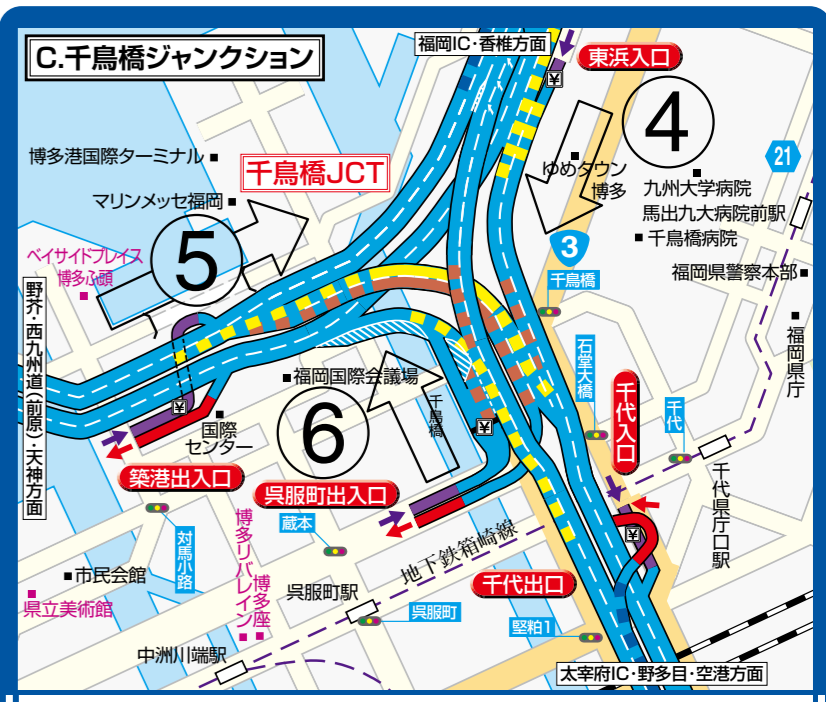 C.千鳥橋ジャンクション
福岡IC・香椎方面
東浜入口
¥
4
博多港国際ターミナル
千鳥橋JCT
ゆめタウン
博多
21
九州大学病院
馬出九大病院前駅
マリンメッセ福岡
千鳥橋病院
3
5
ベイサイドプレイス
博多ふ頭
福岡県警察本部
千鳥橋
野芥・西九州道(前原)・天神方面
福岡県庁
石堂大橋
福岡国際会議場
千代入口
千鳥橋
千代
¥
国際
センター
6
¥
築港出入口
呉服町出入口
千代県庁口駅
対馬小路
博多リバレイン
蔵本
¥
地下鉄箱崎線
市民会館
博多座
呉服町駅
千代出口
県立美術館
呉服町
堅粕1
中洲川端駅
太宰府IC・野多目・空港方面